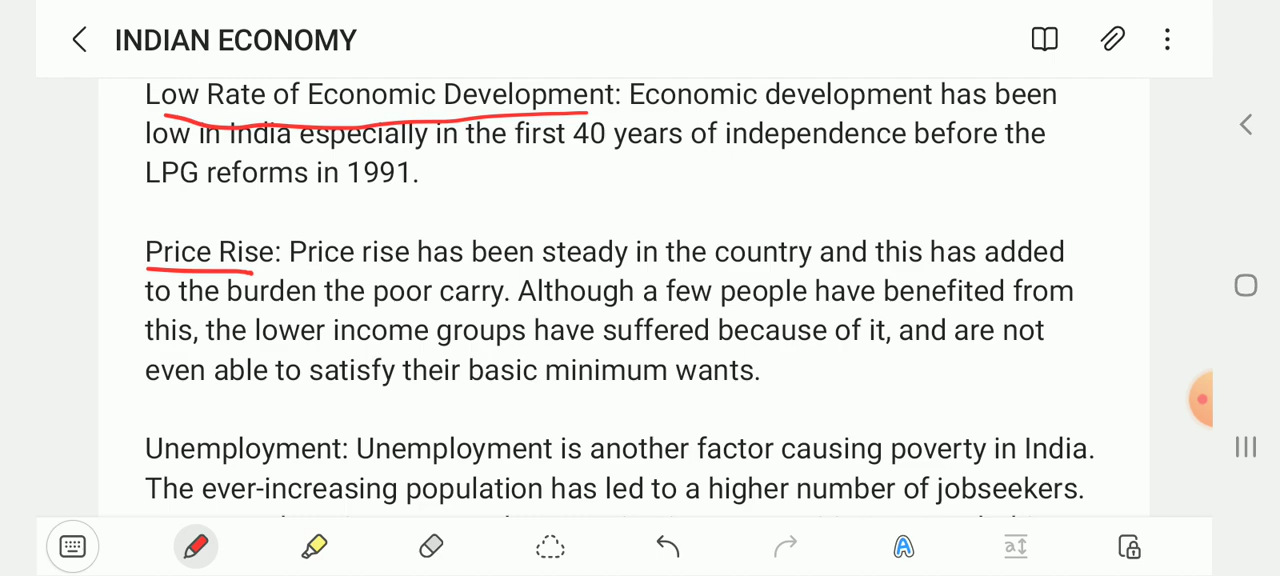 INDIAN ECONOMY
Low Rate of Economic Development: Economic development has been
low in India especially in the first 40 years of independence before the
LPG reforms in 1991.
Price Rise: Price rise has been steady in the country and this has added
to the burden the poor carry. Although a few people have benefited from
this, the lower income groups have suffered because of it, and are not
even able to satisfy their basic minimum wants.
Unemployment: Unemployment is another factor causing poverty in India.
The ever-increasing population has led to a higher number of jobseekers.